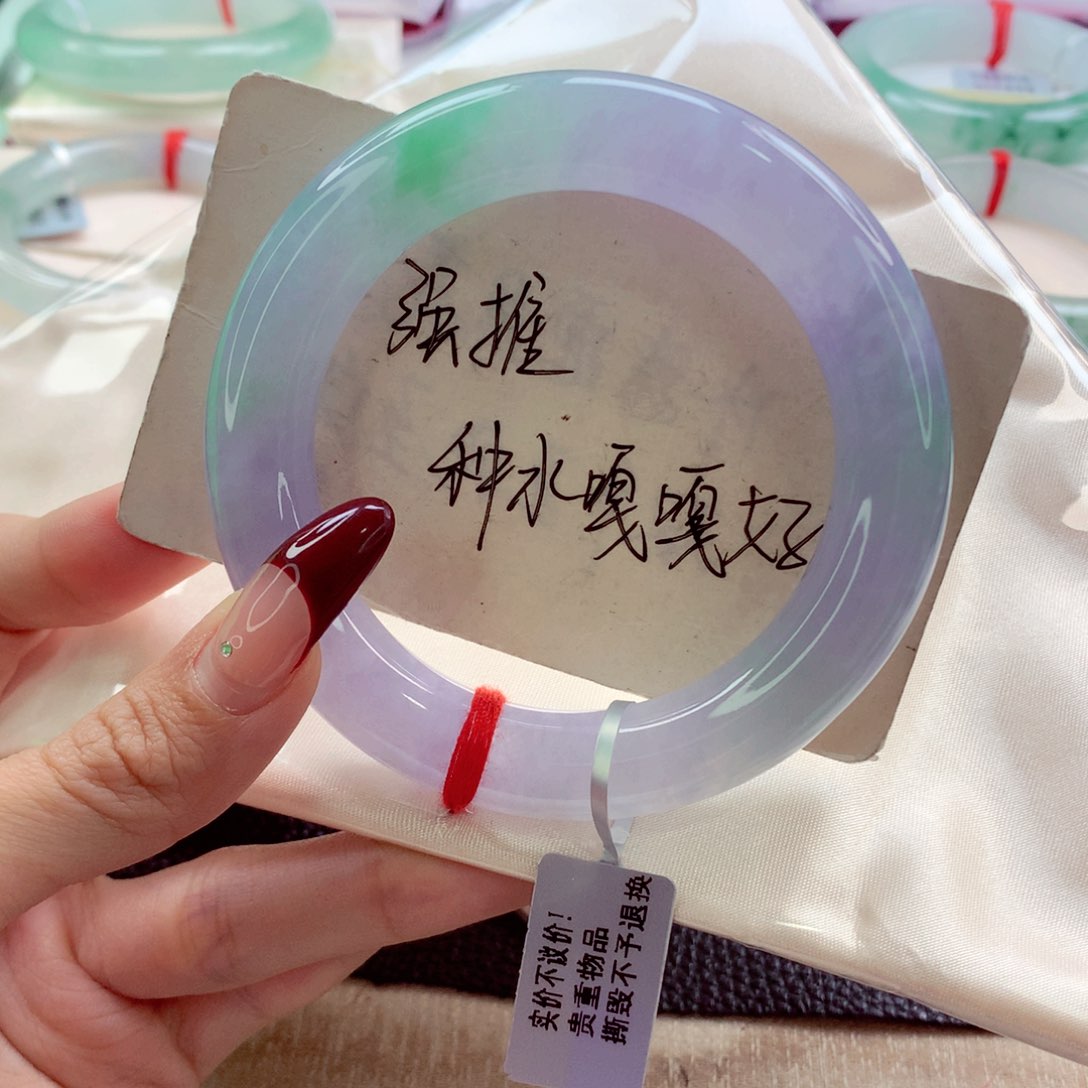 强推
种水嘎嘎好
实价不议价！
贵重物品
撕毁不予退换